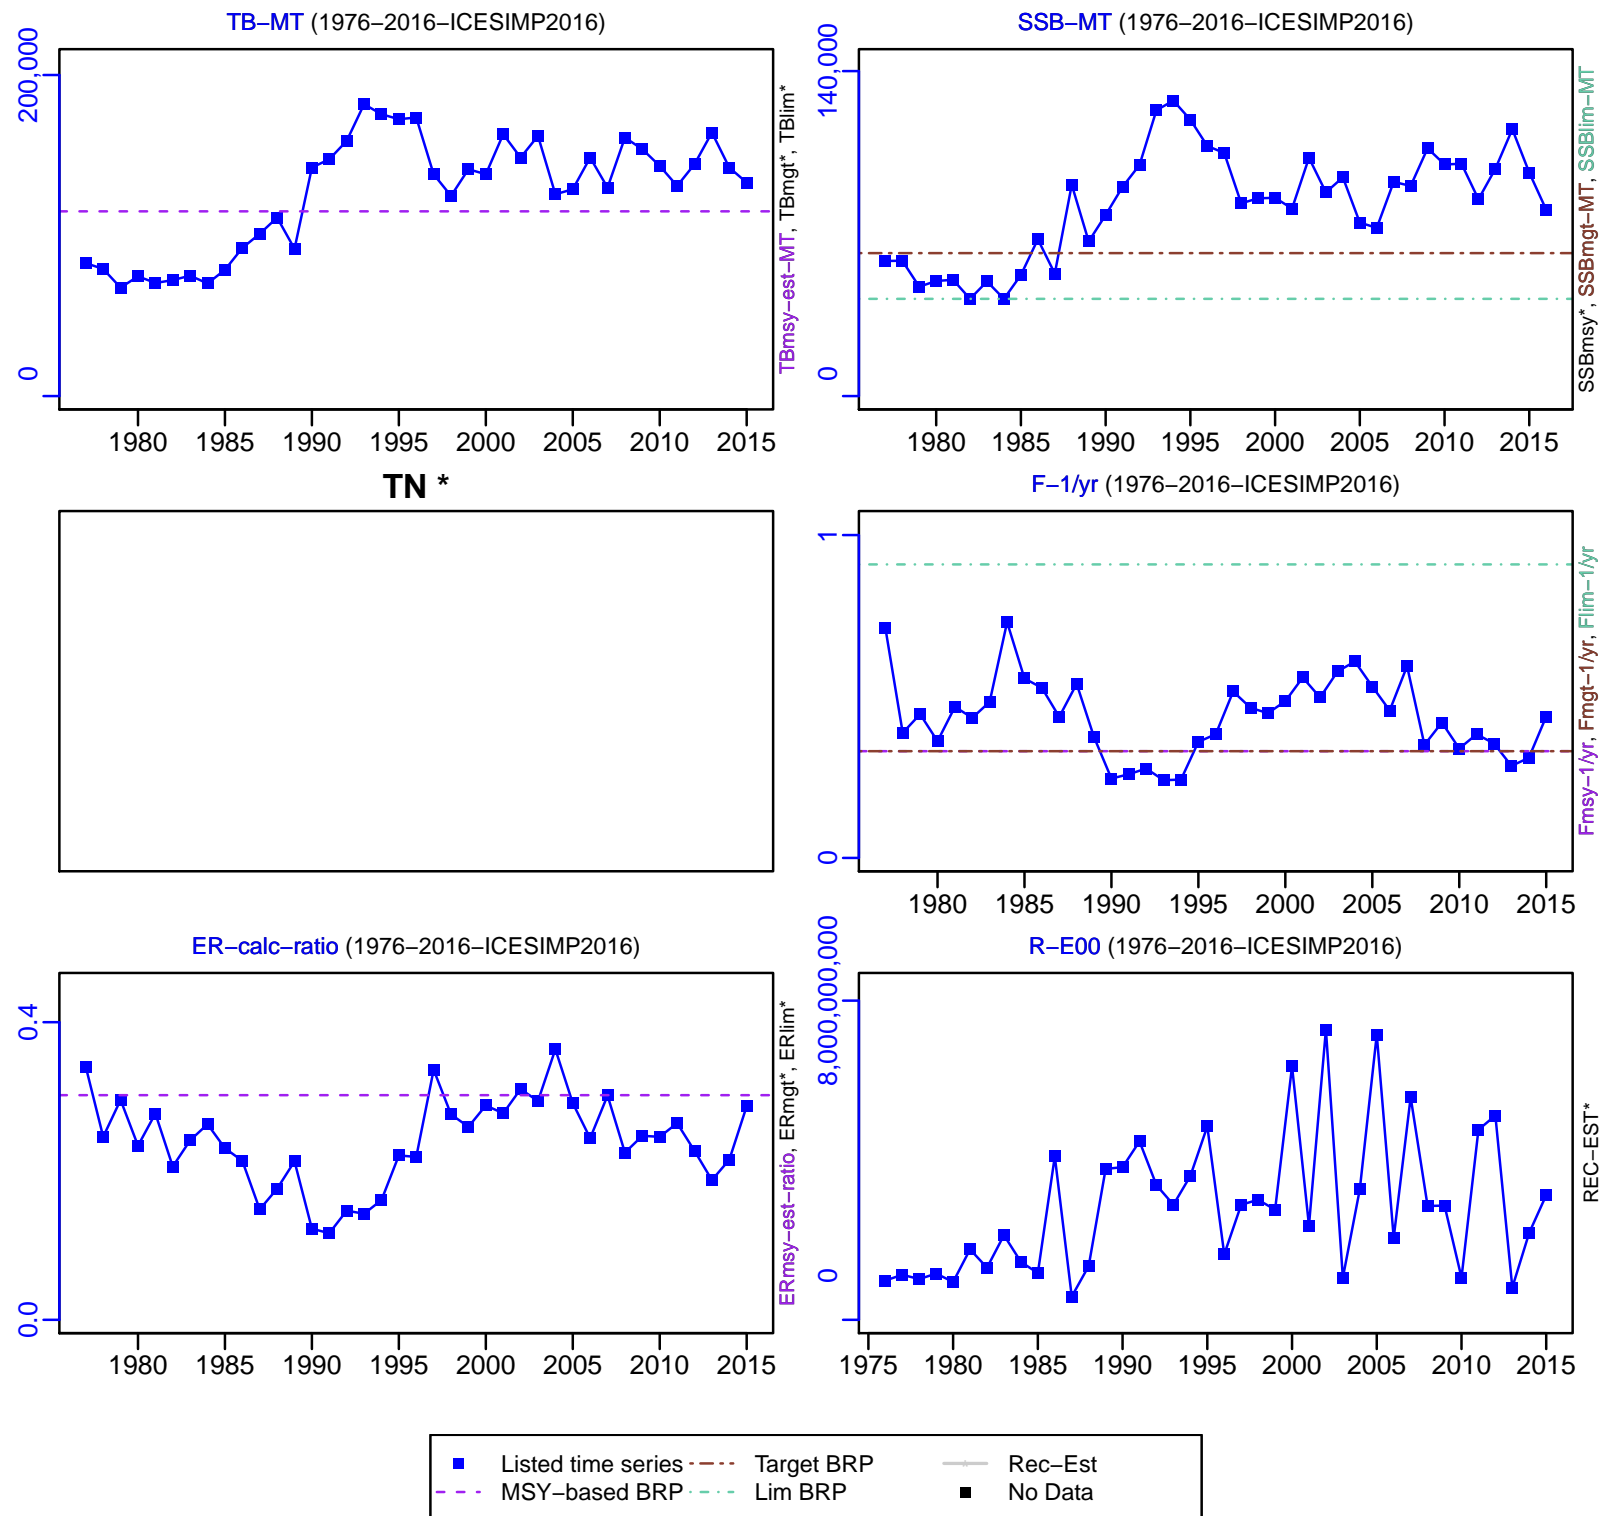 TB−MT (1976−2016−ICESIMP2016)
200,000
0
1980 1985 1990 1995 2000 2005 2010 2015
TBmsy−est−MT, TBmgt*, TBlim*
SSB−MT (1976−2016−ICESIMP2016)
140,000
0
1980 1985 1990 1995 2000 2005 2010 2015
SSBmsy*, SSBmgt−MT, SSBlim−MT
TN *
F−1/yr (1976−2016−ICESIMP2016)
1
0
1980 1985 1990 1995 2000 2005 2010 2015
Fmsy−1/yr, Fmgt−1/yr, Flim−1/yr
ER−calc−ratio (1976−2016−ICESIMP2016)
0.4
0.0
1980 1985 1990 1995 2000 2005 2010 2015
ERmsy−est−ratio, ERmgt*, ERlim*
R−E00 (1976−2016−ICESIMP2016)
8,000,000
0
1975 1980 1985 1990 1995 2000 2005 2010 2015
REC−EST*
Listed time series Target BRP Rec−Est
MSY−based BRP Lim BRP No Data